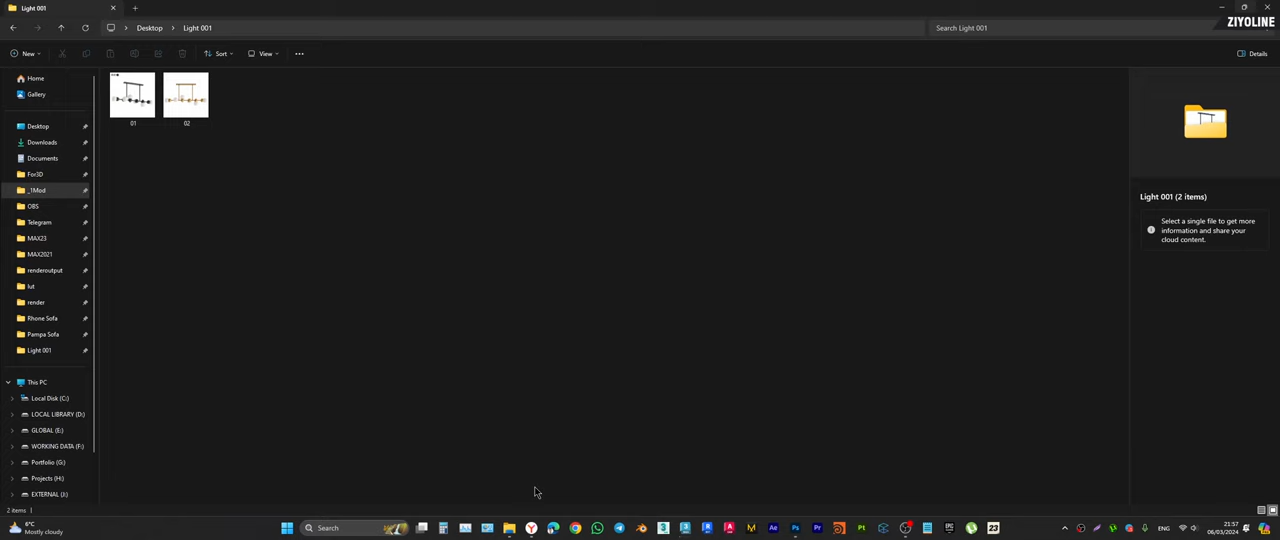 Light 001
ZIYOLINE
Desktop
Light 001
Search Light 001
New
Sort
View
Details
Home
Gallery
Desktop
Downloads
Documents
For3D
_1Mod
OBS
Telegram
MAX23
MAX2021
renderoutput
lut
render
Rhone Sofa
Pampa Sofa
Light 001
This PC
Local Disk (C:)
LOCAL LIBRARY (D:)
GLOBAL (E:)
WORKING DATA (F:)
Portfolio (G:)
Projects (H:)
EXTERNAL (J:)
01
02
Light 001 (2 items)
Select a single file to get more
information and share your
cloud content.
2 items
6°C
Mostly cloudy
Search
ENG
21:57
06/03/2024